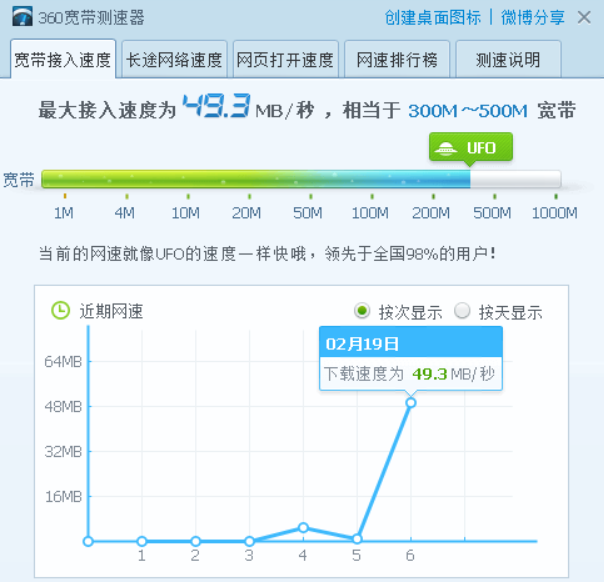 360宽带测速器 创建桌面图标 | 微博分享
宽带接入速度 长途网络速度 网页打开速度 网速排行榜 测速说明
最大接入速度为 49.3 MB/秒 ，相当于 300M～500M 宽带
UFO
宽带
1M 4M 10M 20M 50M 100M 200M 500M 1000M
当前的网速就像UFO的速度一样快哦，领先于全国98%的用户!
近期网速 按次显示 按天显示
02月19日
下载速度为 49.3MB/秒
64MB
48MB
32MB
16MB
1 2 3 4 5 6